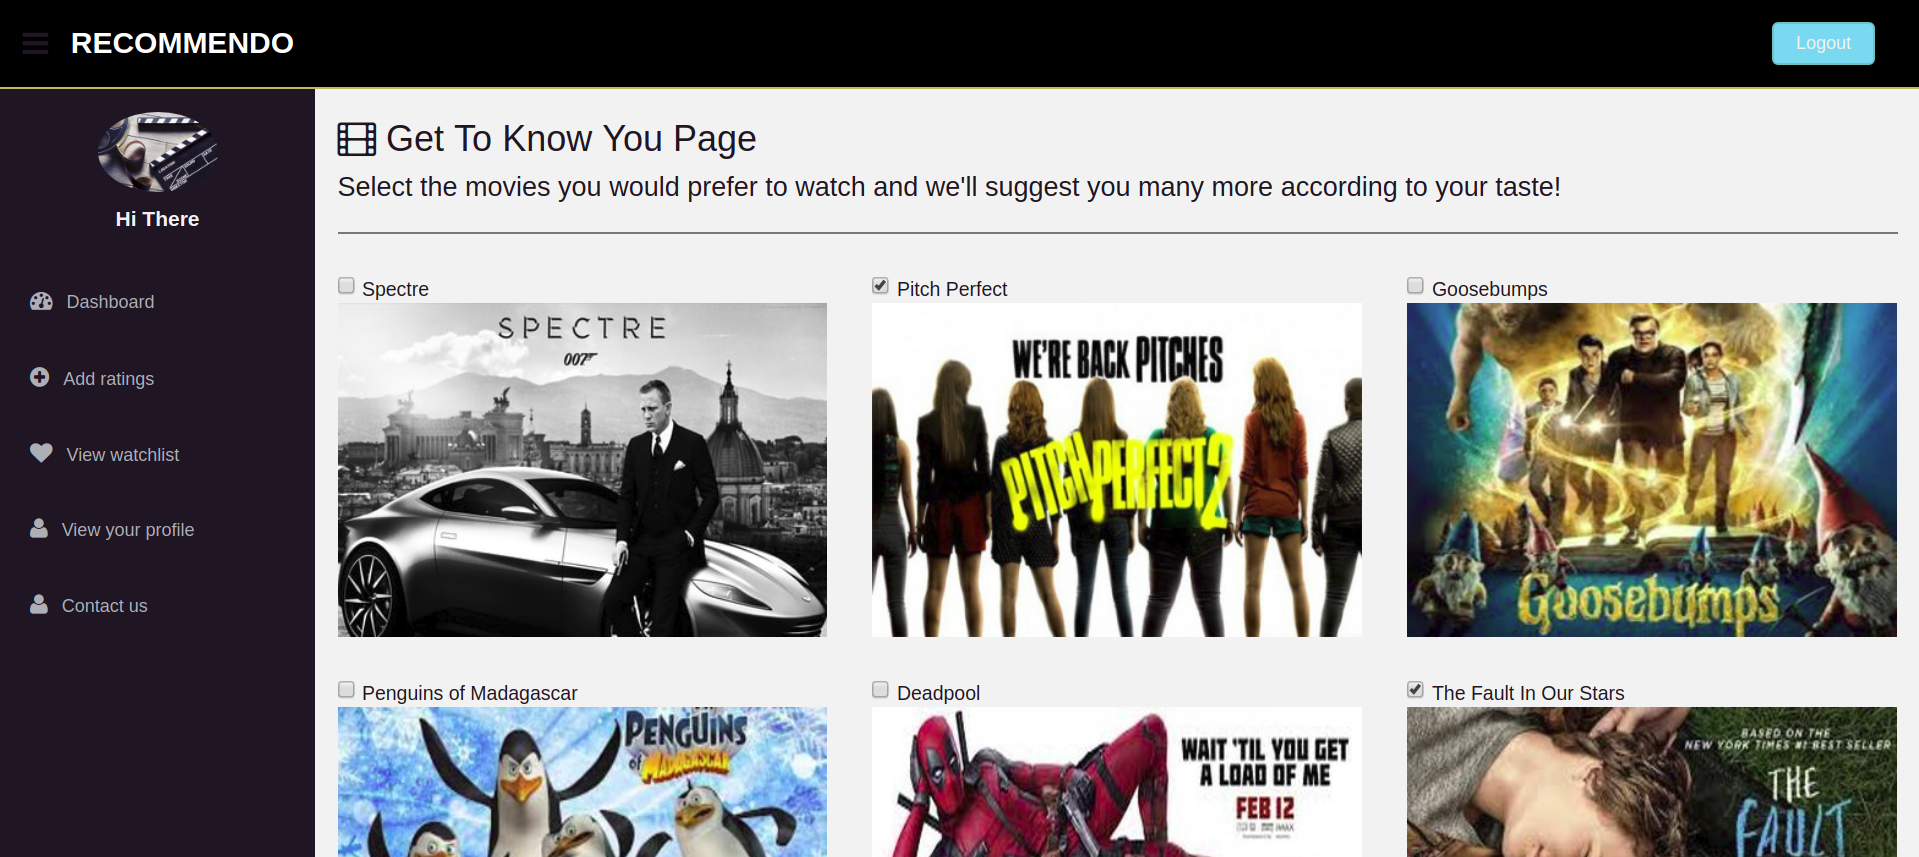 RECOMMENDO
Logout
Hi There
Dashboard
Add ratings
View watchlist
View your profile
Contact us
Get To Know You Page
Select the movies you would prefer to watch and we'll suggest you many more according to your taste!
Spectre
SPECTRE
007
Pitch Perfect
WE'RE BACK PITCHES
PITCH PERFECT 2
Goosebumps
Goosebumps
Penguins of Madagascar
PENGUINS
of MADAGASCAR
Deadpool
WAIT 'TIL YOU GET
A LOAD OF ME
FEB 12
The Fault In Our Stars
BASED ON THE
NEW YORK TIMES #1 BEST SELLER
THE
FAULT